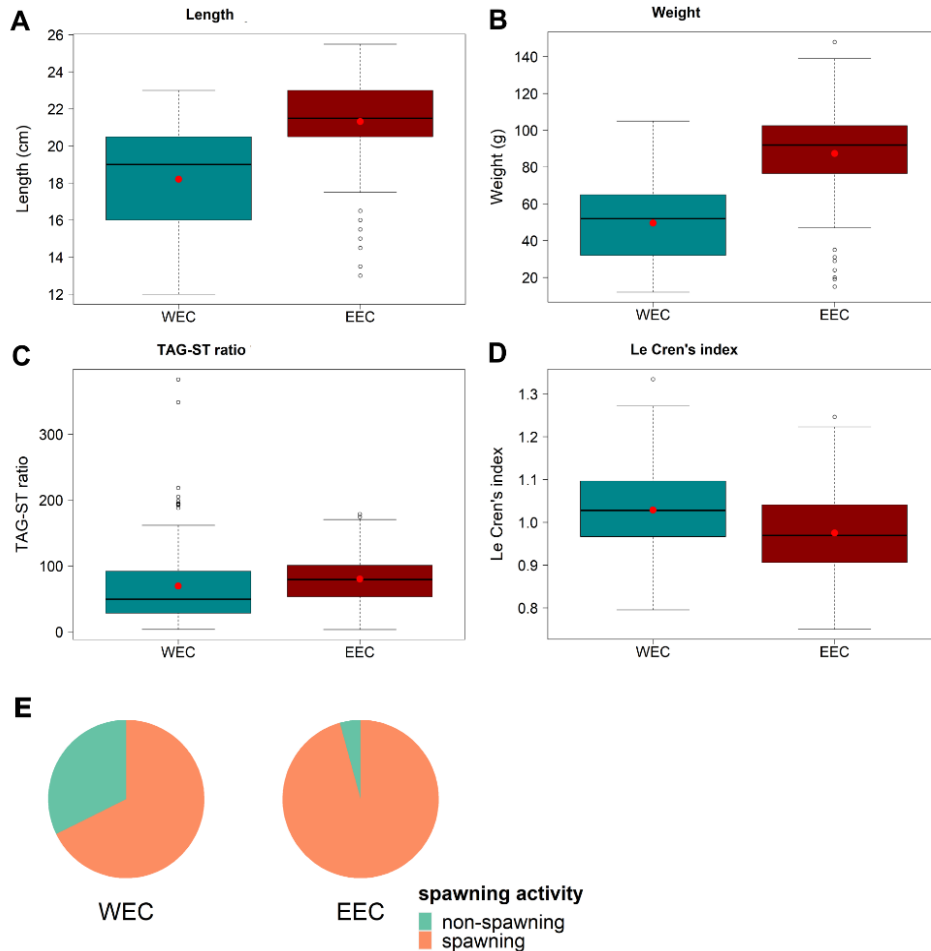 A
Length
26
24
22
20
18
16
14
12
Length (cm)
WEC
EEC
B
Weight
140
120
100
80
60
40
20
Weight (g)
WEC
EEC
C
TAG-ST ratio
300
200
100
0
TAG-ST ratio
WEC
EEC
D
Le Cren's index
1.3
1.2
1.1
1.0
0.9
0.8
Le Cren's index
WEC
EEC
E
WEC
EEC
spawning activity
non-spawning
spawning